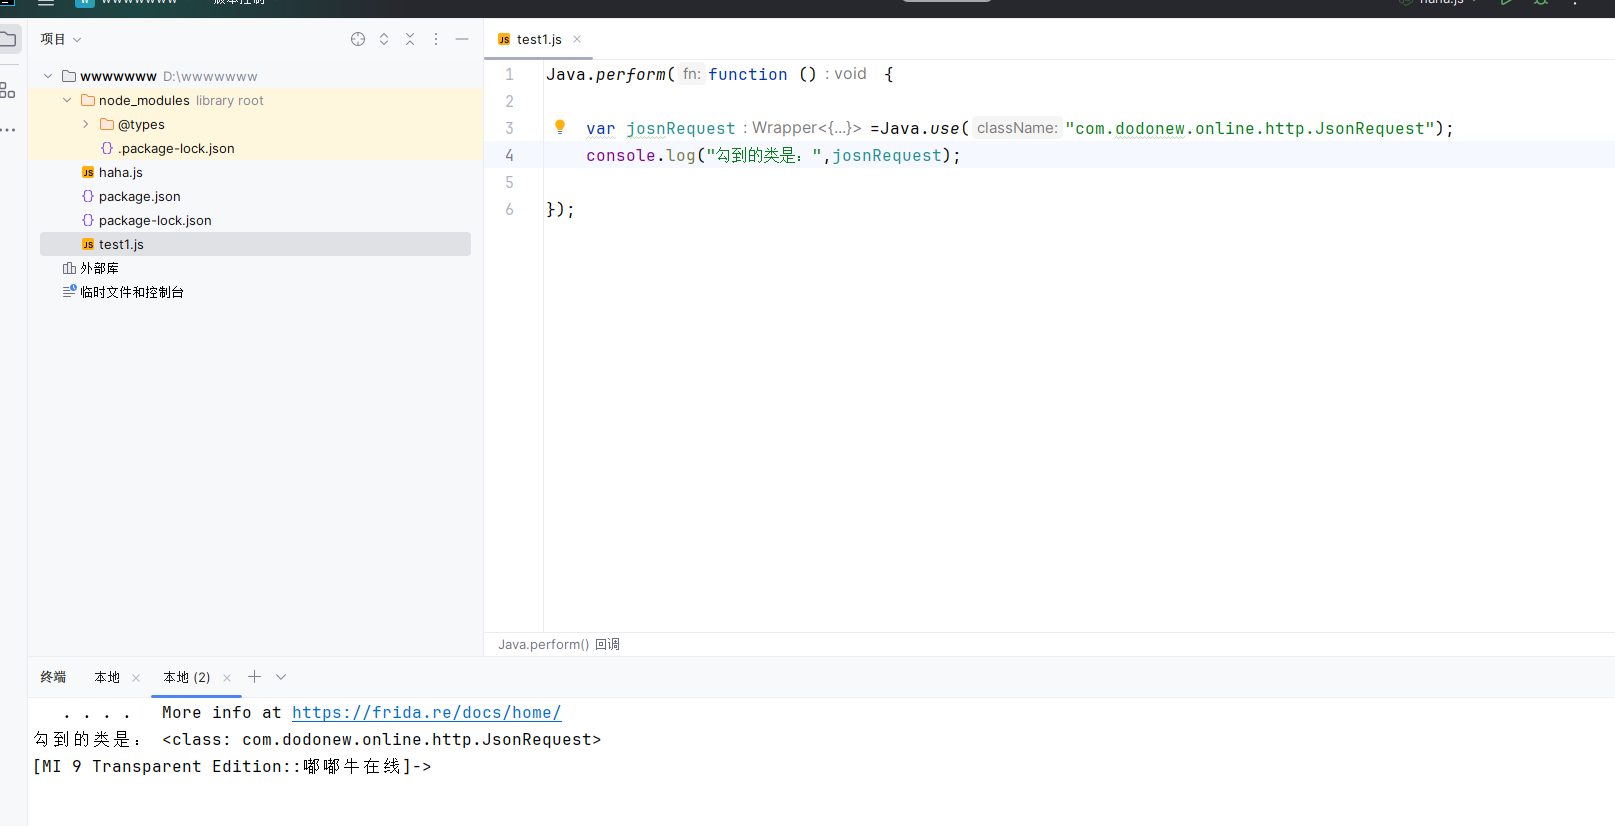 wwwwwww 版本控制 haha.js
项目
test1.js
wwwwwww D:\wwwwwww
node_modules library root
@types
.package-lock.json
haha.js
package.json
package-lock.json
test1.js
外部库
临时文件和控制台
1 Java.perform( fn: function () : void {
2
3 var josnRequest : Wrapper<{...}> =Java.use( className: "com.dodonew.online.http.JsonRequest");
4 console.log("勾到的类是：",josnRequest);
5
6 });
Java.perform() 回调
终端 本地 本地 (2)
. . . . More info at https://frida.re/docs/home/
勾到的类是： <class: com.dodonew.online.http.JsonRequest>
[MI 9 Transparent Edition::嘟嘟牛在线]->